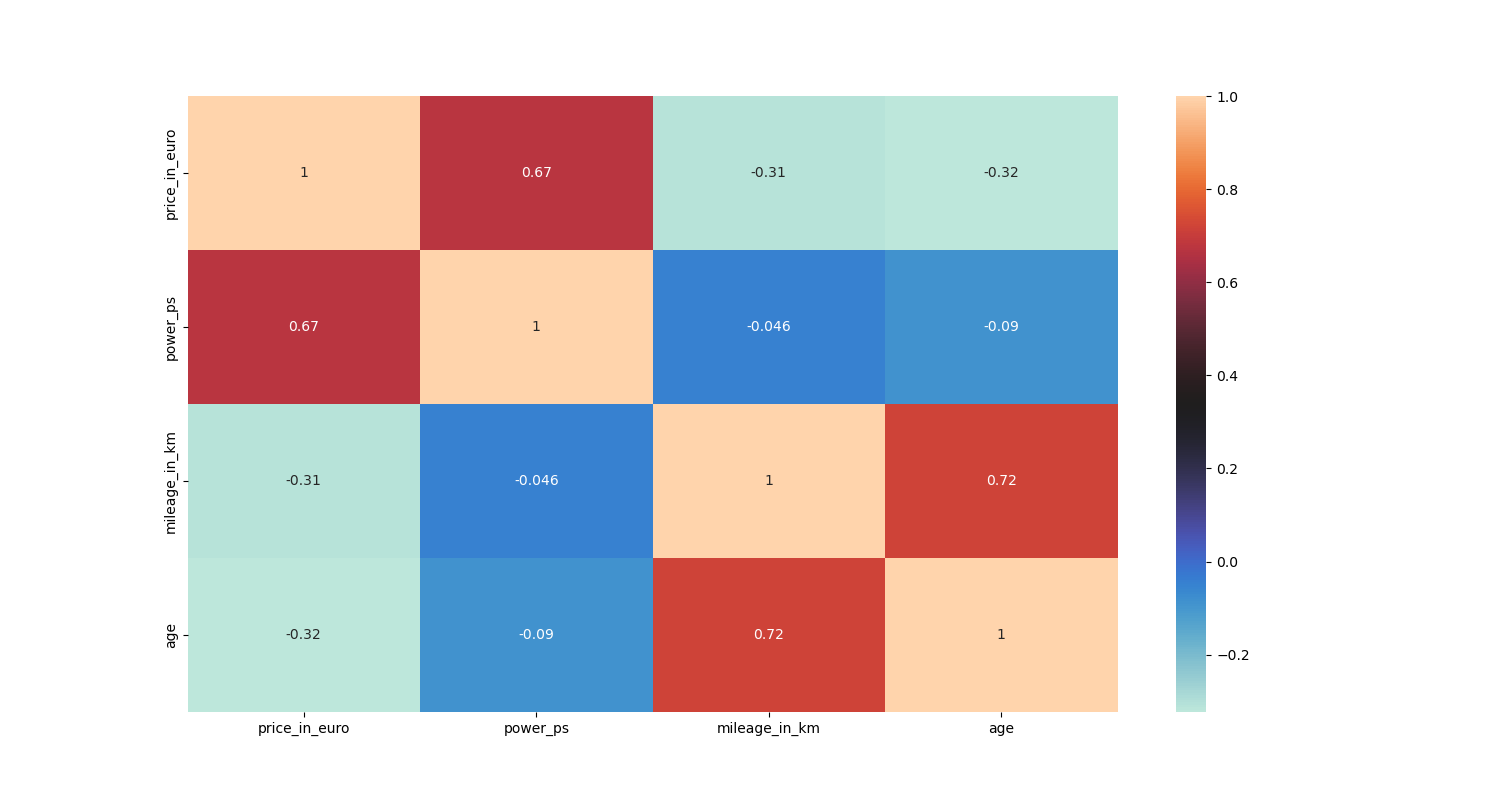 price_in_euro
1
0.67
-0.31
-0.32
power_ps
0.67
1
-0.046
-0.09
mileage_in_km
-0.31
-0.046
1
0.72
age
-0.32
-0.09
0.72
1
price_in_euro
power_ps
mileage_in_km
age
1.0
0.8
0.6
0.4
0.2
0.0
−0.2